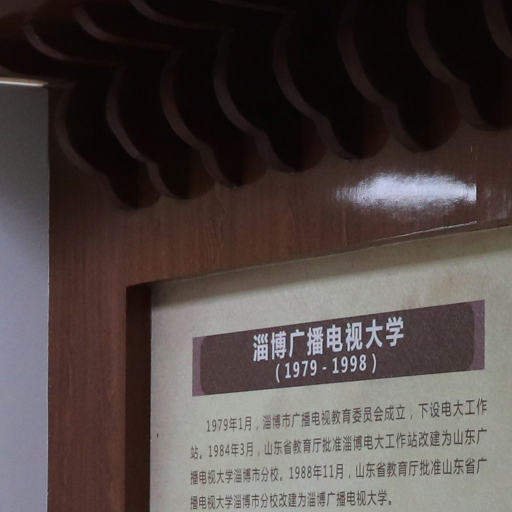 淄博广播电视大学
( 1979 - 1998 )
1979年1月，淄博市广播电视教育委员会成立，下设电大工作
站。1984年3月，山东省教育厅批准淄博电大工作站改建为山东广
播电视大学淄博市分校。1988年11月，山东省教育厅批准山东省广
播电视大学淄博市分校改建为淄博广播电视大学。